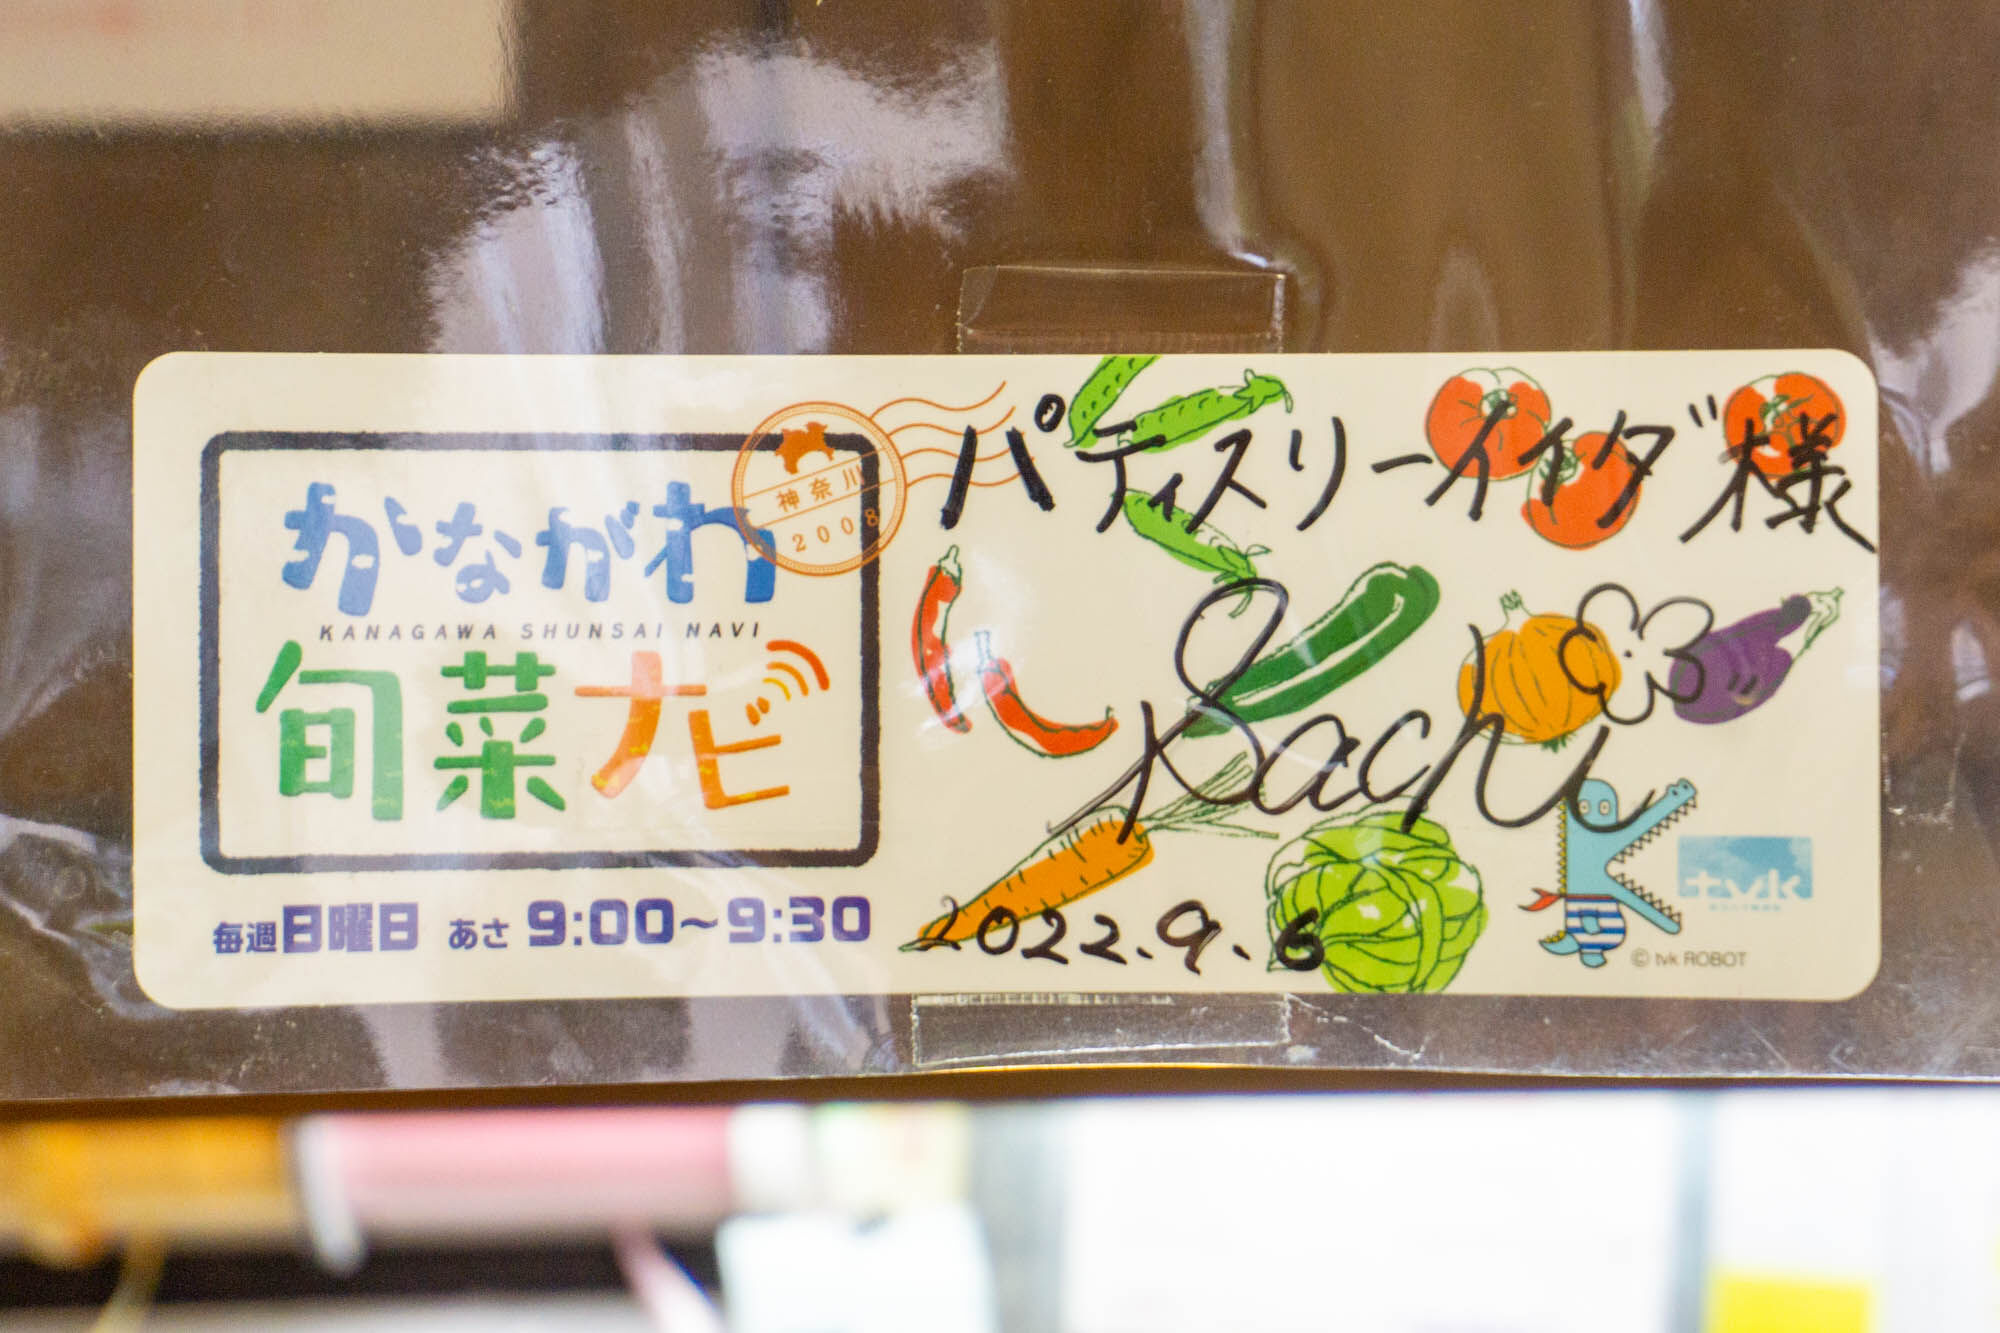 かながわ
KANAGAWA SHUNSAI NAVI
旬菜ナビ
神奈川
2008
毎週日曜日 あさ 9:00~9:30
パティスリーイイダ様
Sachi
2022.9.6
tvk
© tvk ROBOT